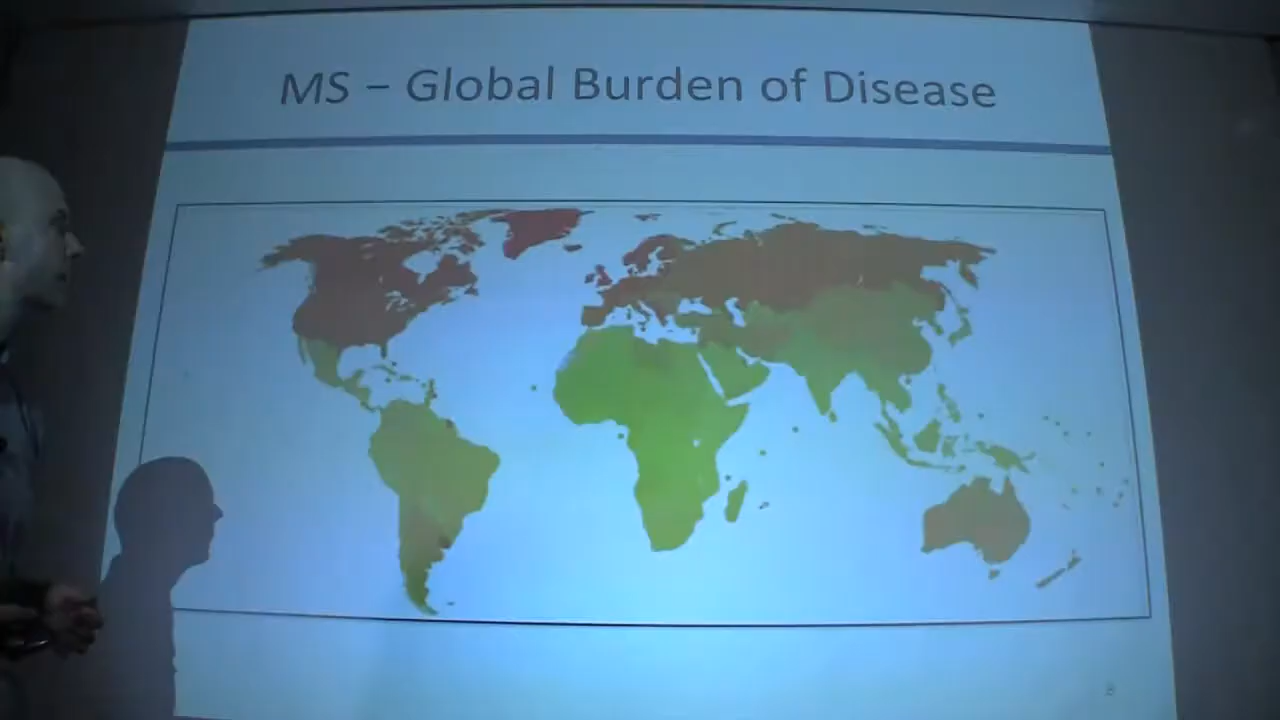 MS – Global Burden of Disease